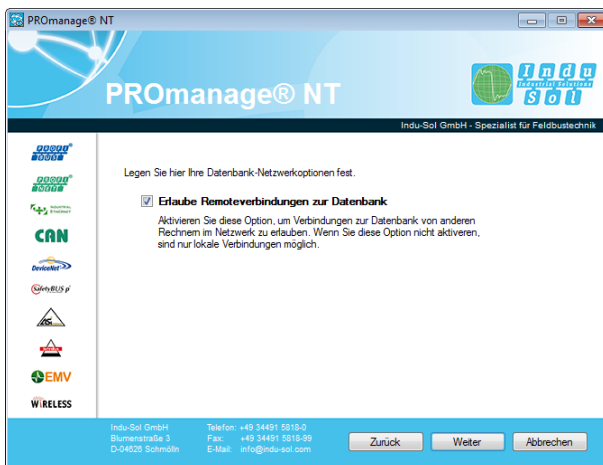 PROmanage® NT
PROmanage® NT
Indu
Industrial Solutions
Sol
Indu-Sol GmbH - Spezialist für Feldbustechnik
PROFI
BUS
PROFI
NET
Legen Sie hier Ihre Datenbank-Netzwerkoptionen fest.
Erlaube Remoteverbindungen zur Datenbank
Aktivieren Sie diese Option, um Verbindungen zur Datenbank von anderen
Rechnern im Netzwerk zu erlauben. Wenn Sie diese Option nicht aktiveren,
sind nur lokale Verbindungen möglich.
CAN
DeviceNet
SafetyBUS p
ASi
EMV
WIRELESS
Indu-Sol GmbH
Blumenstraße 3
D-04626 Schmölln
Telefon: +49 34491 5818-0
Fax: +49 34491 5818-99
E-Mail: info@indu-sol.com
Zurück
Weiter
Abbrechen